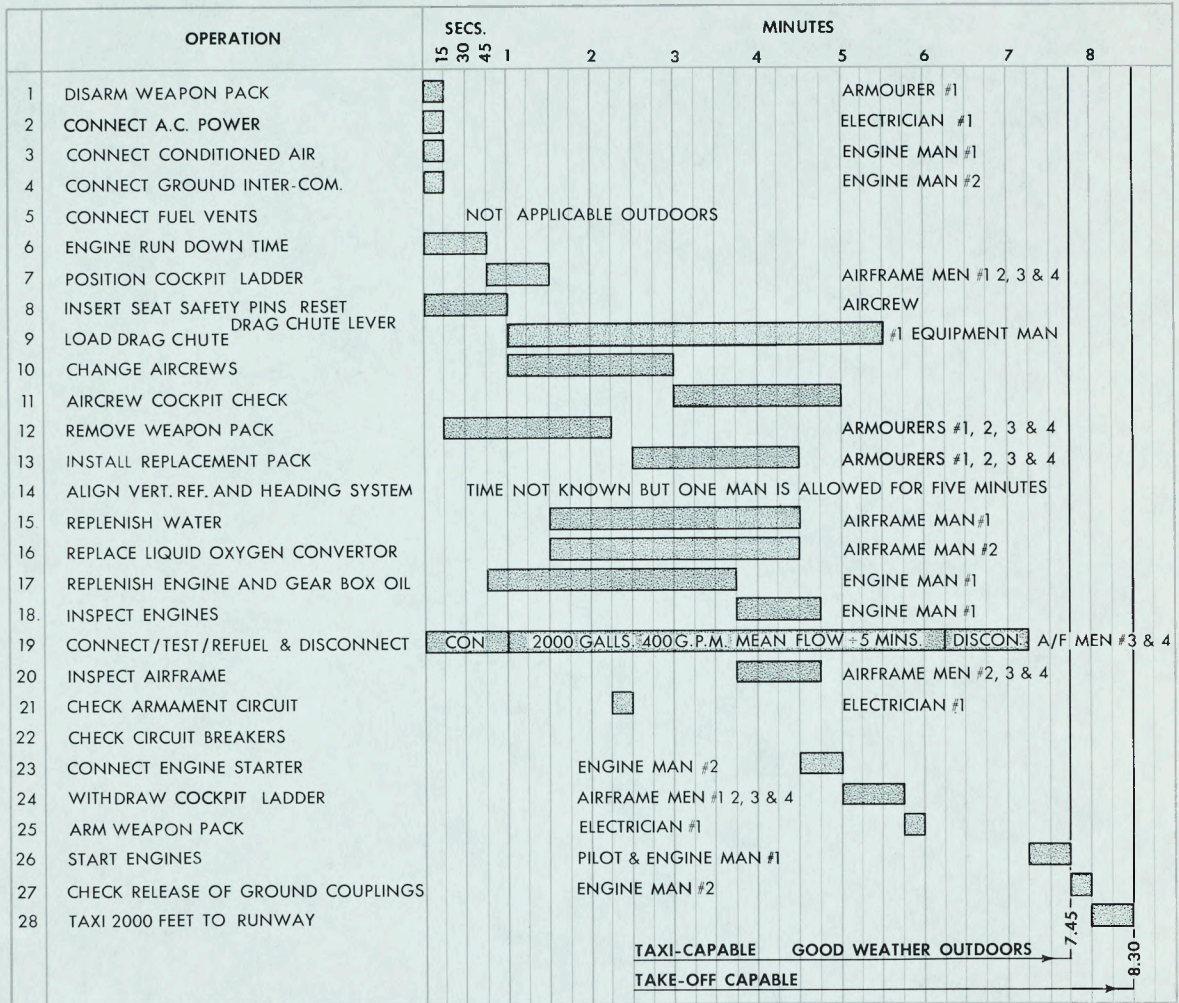 OPERATION SECS. MINUTES
15 30 45 1 2 3 4 5 6 7 8
1 DISARM WEAPON PACK ARMOURER #1
2 CONNECT A.C. POWER ELECTRICIAN #1
3 CONNECT CONDITIONED AIR ENGINE MAN #1
4 CONNECT GROUND INTER-COM. ENGINE MAN #2
5 CONNECT FUEL VENTS NOT APPLICABLE OUTDOORS
6 ENGINE RUN DOWN TIME
7 POSITION COCKPIT LADDER AIRFRAME MEN #1 2, 3 & 4
8 INSERT SEAT SAFETY PINS RESET AIRCREW
DRAG CHUTE LEVER
9 LOAD DRAG CHUTE #1 EQUIPMENT MAN
10 CHANGE AIRCREWS
11 AIRCREW COCKPIT CHECK
12 REMOVE WEAPON PACK ARMOURERS #1, 2, 3 & 4
13 INSTALL REPLACEMENT PACK ARMOURERS #1, 2, 3 & 4
14 ALIGN VERT. REF. AND HEADING SYSTEM TIME NOT KNOWN BUT ONE MAN IS ALLOWED FOR FIVE MINUTES
15 REPLENISH WATER AIRFRAME MAN #1
16 REPLACE LIQUID OXYGEN CONVERTOR AIRFRAME MAN #2
17 REPLENISH ENGINE AND GEAR BOX OIL ENGINE MAN #1
18. INSPECT ENGINES ENGINE MAN #1
19 CONNECT/TEST/REFUEL & DISCONNECT CON 2000 GALLS. 400 G.P.M. MEAN FLOW ÷ 5 MINS. DISCON. A/F MEN #3 & 4
20 INSPECT AIRFRAME AIRFRAME MEN #2, 3 & 4
21 CHECK ARMAMENT CIRCUIT ELECTRICIAN #1
22 CHECK CIRCUIT BREAKERS
23 CONNECT ENGINE STARTER ENGINE MAN #2
24 WITHDRAW COCKPIT LADDER AIRFRAME MEN #1 2, 3 & 4
25 ARM WEAPON PACK ELECTRICIAN #1
26 START ENGINES PILOT & ENGINE MAN #1
27 CHECK RELEASE OF GROUND COUPLINGS ENGINE MAN #2
28 TAXI 2000 FEET TO RUNWAY
TAXI-CAPABLE GOOD WEATHER OUTDOORS 7.45
TAKE-OFF CAPABLE 8.30